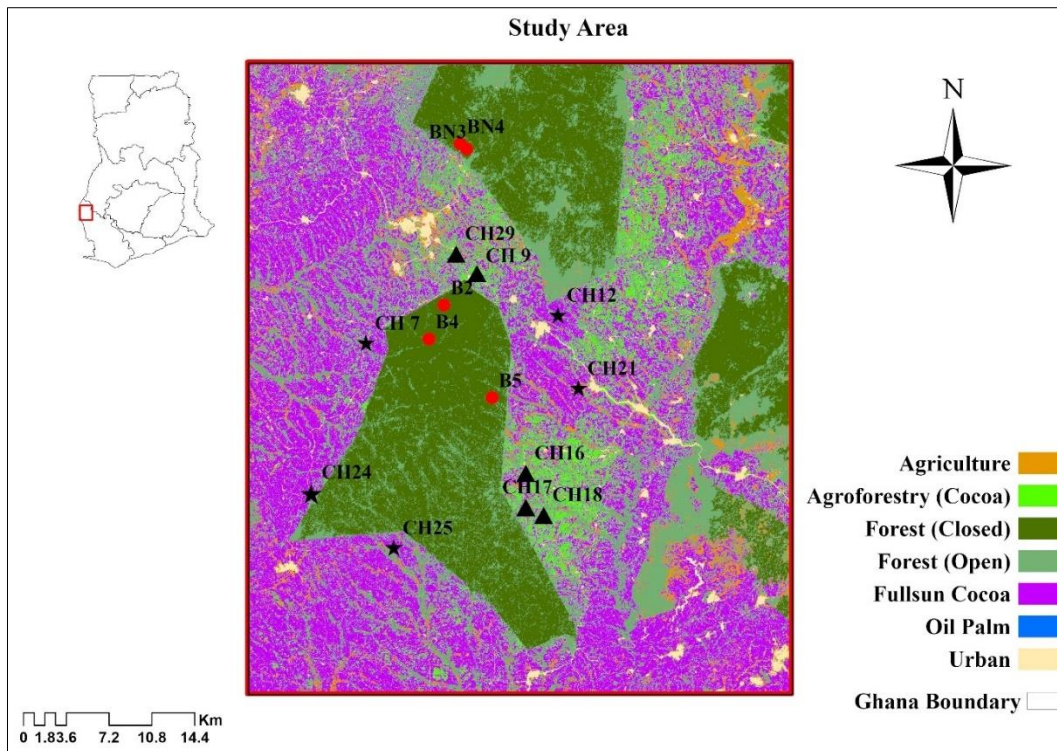 Study Area
N
BN3 BN4
CH29
CH 9
B2
CH12
B4
CH 7
CH21
B5
CH16
CH24
CH17 CH18
CH25
Agriculture
Agroforestry (Cocoa)
Forest (Closed)
Forest (Open)
Fullsun Cocoa
Oil Palm
Urban
Ghana Boundary
Km
0 1.83.6 7.2 10.8 14.4